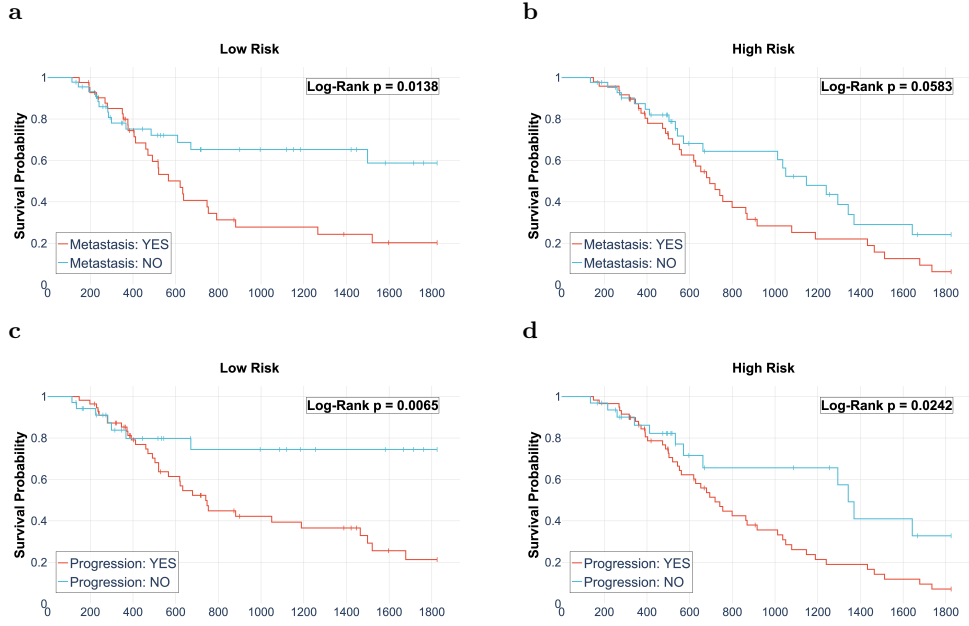 a
Low Risk
Log-Rank p = 0.0138
Survival Probability
1
0.8
0.6
0.4
0.2
0
Metastasis: YES
Metastasis: NO
0 200 400 600 800 1000 1200 1400 1600 1800
b
High Risk
Log-Rank p = 0.0583
Survival Probability
1
0.8
0.6
0.4
0.2
0
Metastasis: YES
Metastasis: NO
0 200 400 600 800 1000 1200 1400 1600 1800
c
Low Risk
Log-Rank p = 0.0065
Survival Probability
1
0.8
0.6
0.4
0.2
0
Progression: YES
Progression: NO
0 200 400 600 800 1000 1200 1400 1600 1800
d
High Risk
Log-Rank p = 0.0242
Survival Probability
1
0.8
0.6
0.4
0.2
0
Progression: YES
Progression: NO
0 200 400 600 800 1000 1200 1400 1600 1800